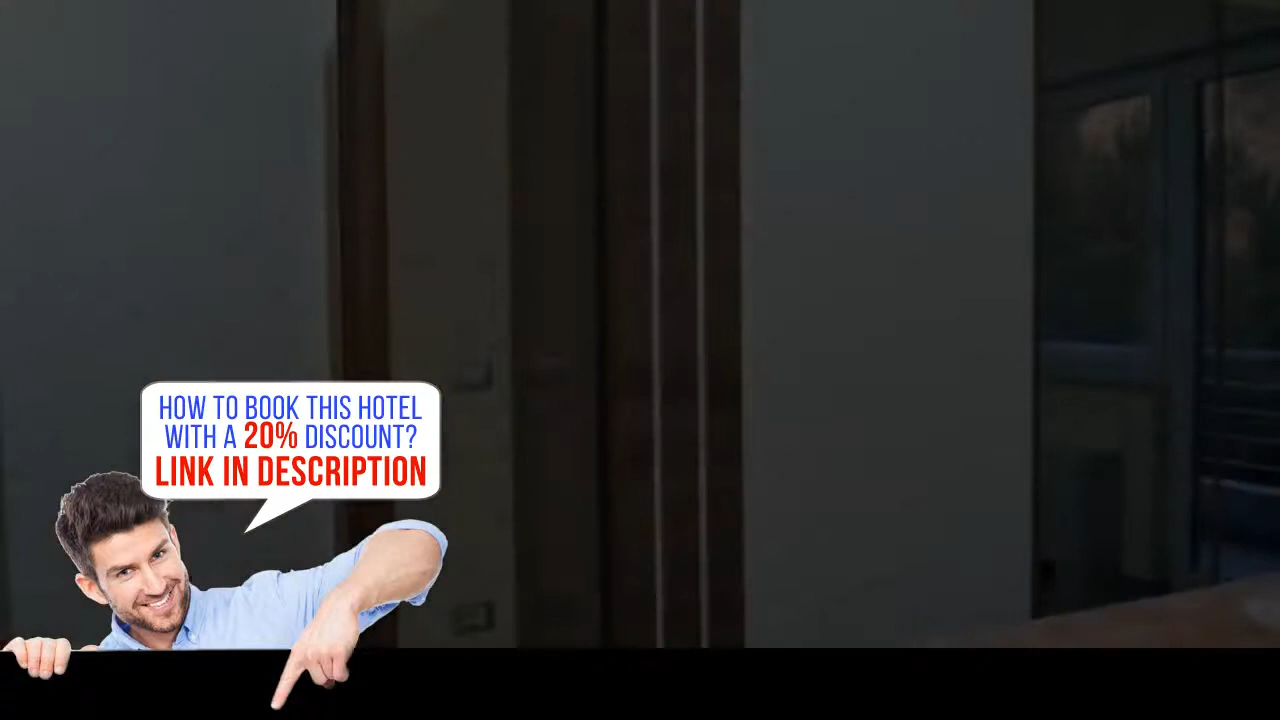 HOW TO BOOK THIS HOTEL
WITH A 20% DISCOUNT?
LINK IN DESCRIPTION